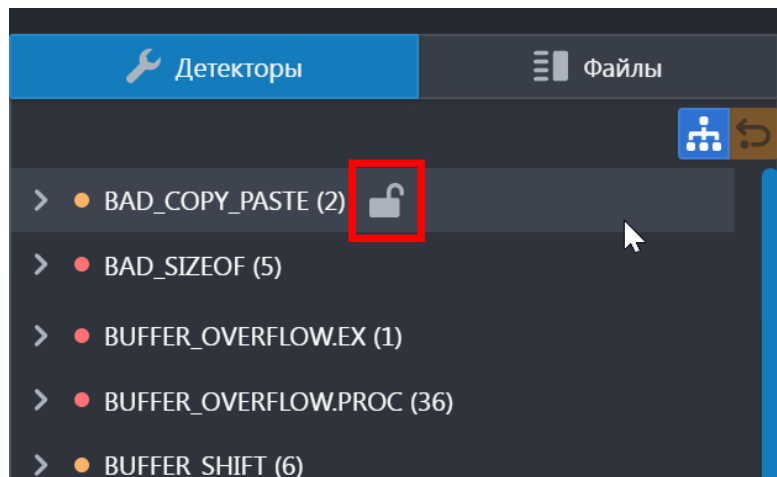 Детекторы
Файлы
BAD_COPY_PASTE (2)
BAD_SIZEOF (5)
BUFFER_OVERFLOW.EX (1)
BUFFER_OVERFLOW.PROC (36)
BUFFER_SHIFT (6)